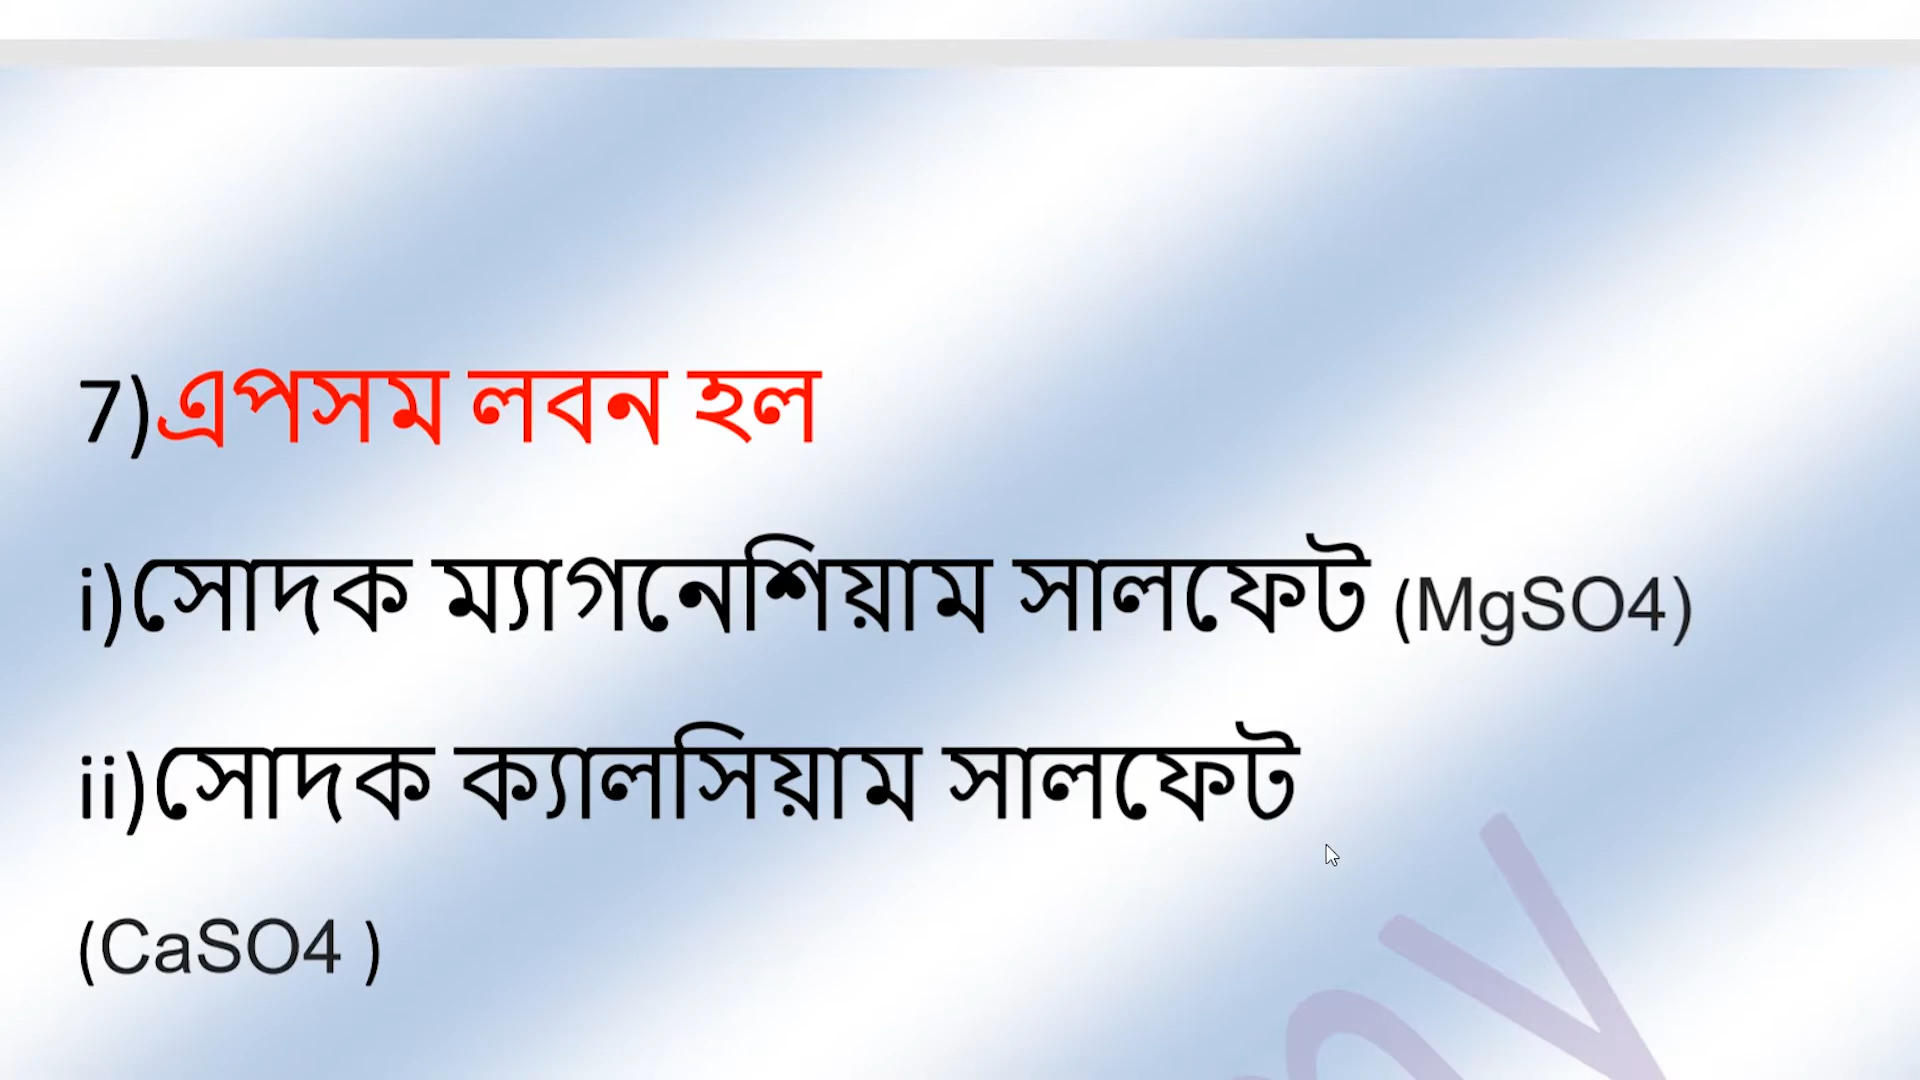 7)এপসম লবন হল
i)সোদক ম্যাগনেশিয়াম সালফেট (MgSO4)
ii)সোদক ক্যালসিয়াম সালফেট
(CaSO4 )